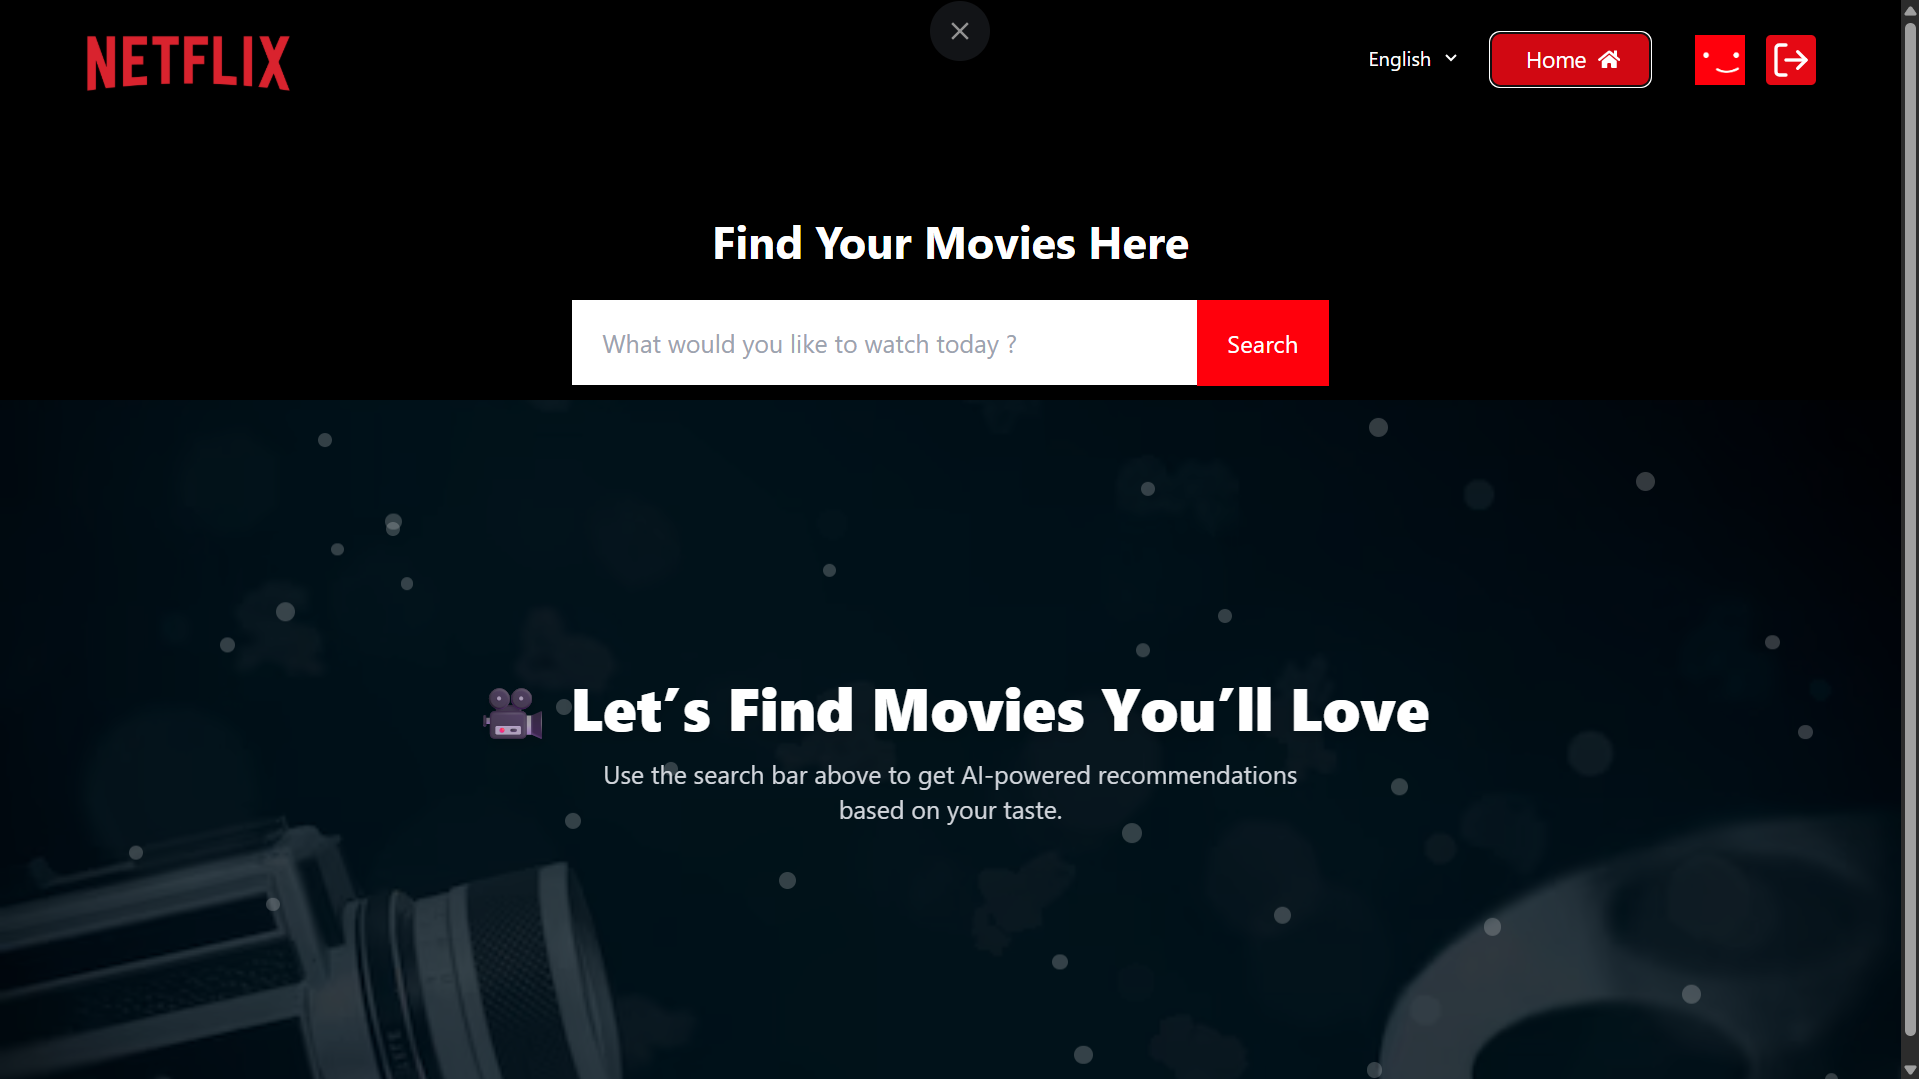 NETFLIX
English
Home
Find Your Movies Here
What would you like to watch today ?
Search
Let’s Find Movies You’ll Love
Use the search bar above to get AI-powered recommendations
based on your taste.